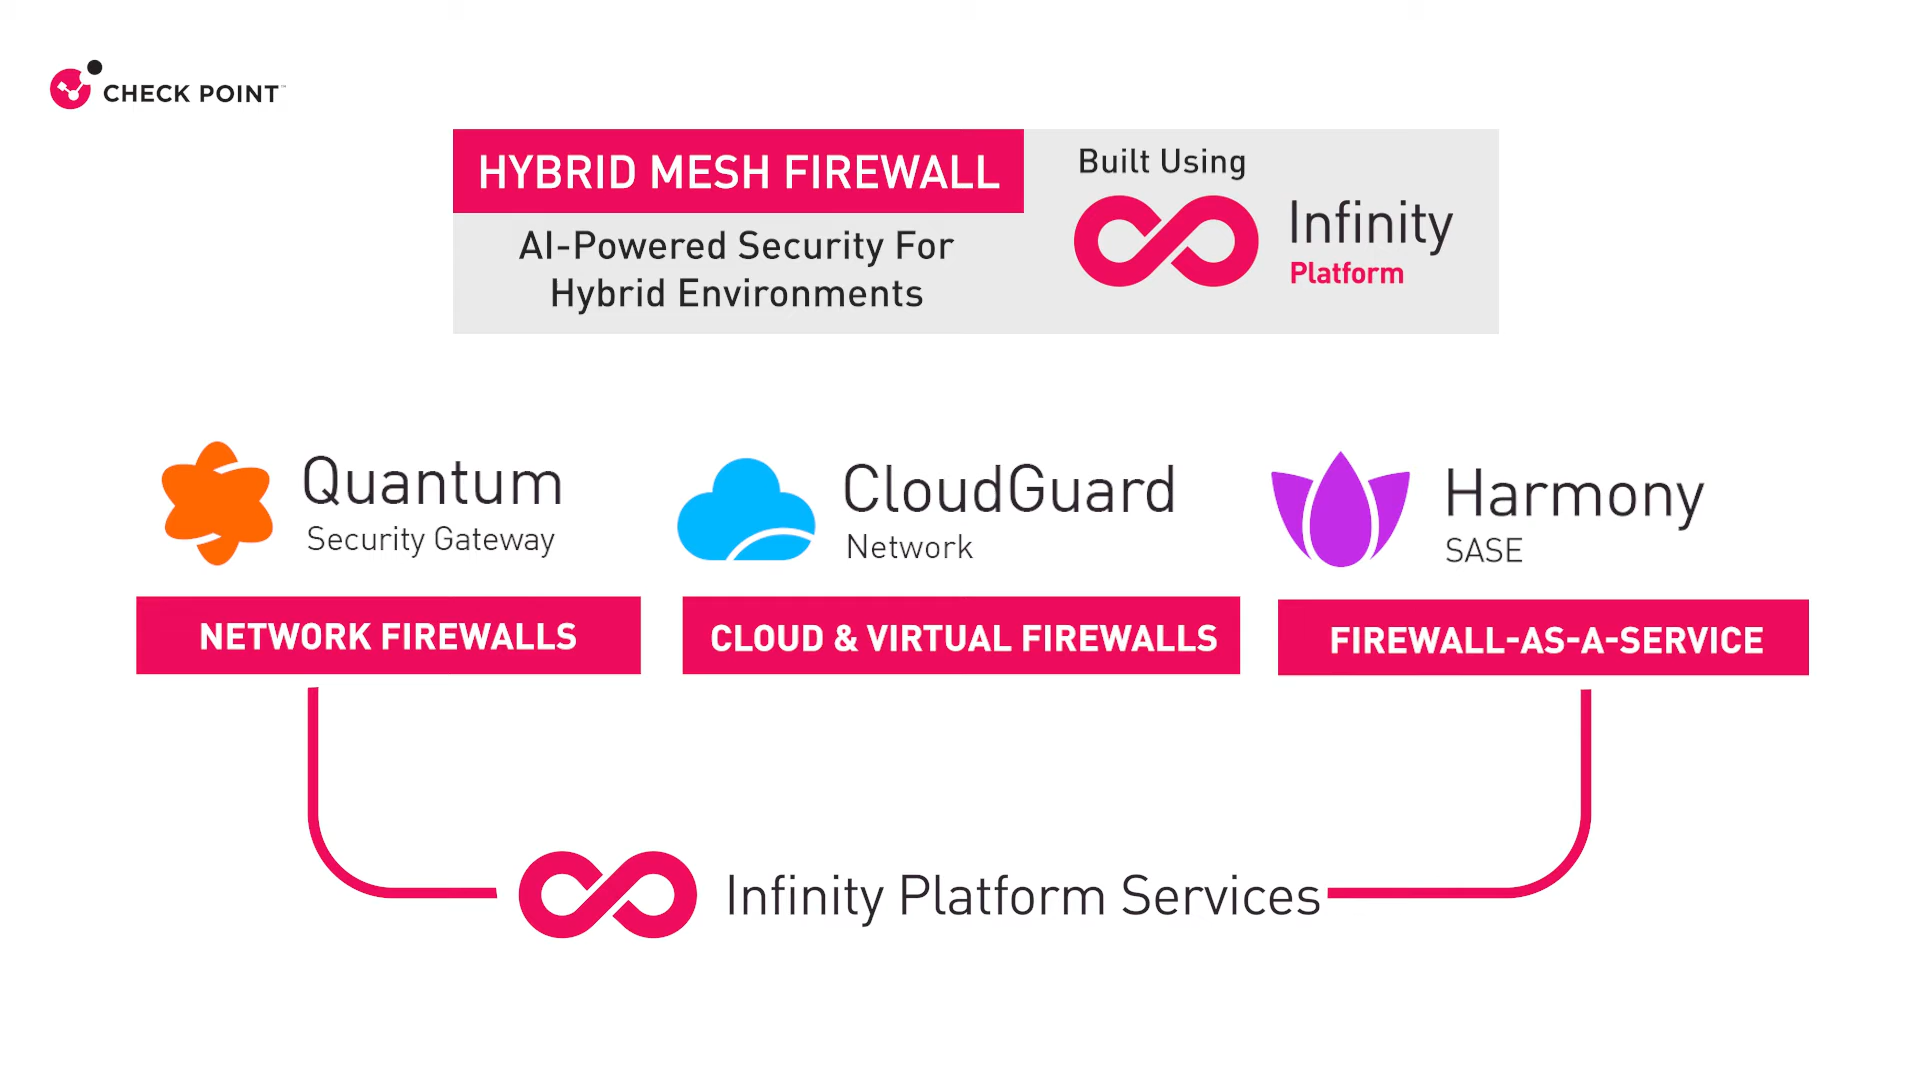 CHECK POINT™
HYBRID MESH FIREWALL
AI-Powered Security For
Hybrid Environments
Built Using
Infinity
Platform
Quantum
Security Gateway
CloudGuard
Network
Harmony
SASE
NETWORK FIREWALLS
CLOUD & VIRTUAL FIREWALLS
FIREWALL-AS-A-SERVICE
Infinity Platform Services